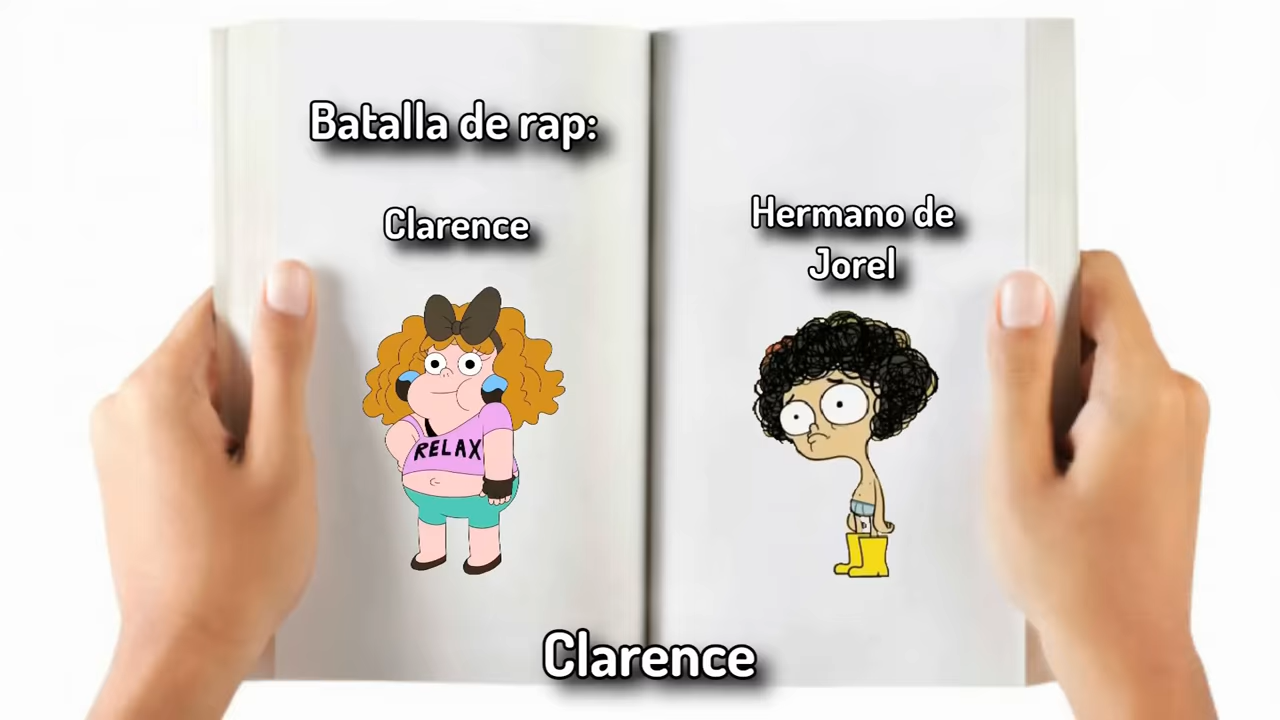 Batalla de rap:
Clarence
RELAX
Hermano de
Jorel
Clarence